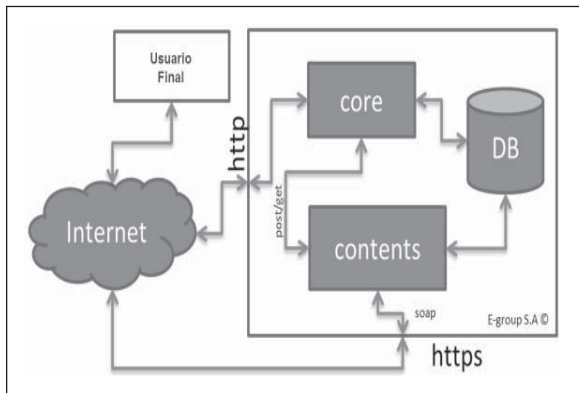 Usuario
Final
http
core
DB
post/get
Internet
contents
soap
E-group S.A ©
https